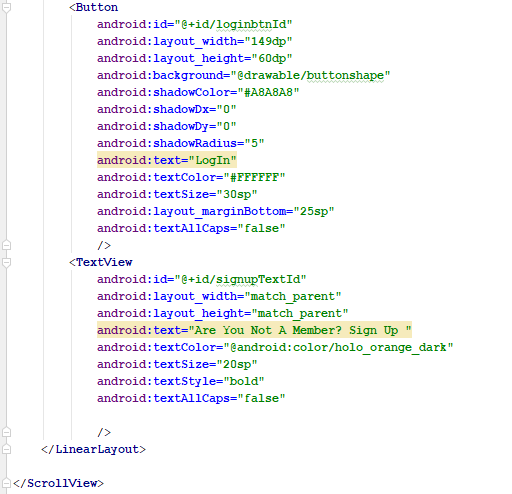 <Button
android:id="@+id/loginbtnId"
android:layout_width="149dp"
android:layout_height="60dp"
android:background="@drawable/buttonshape"
android:shadowColor="#A8A8A8"
android:shadowDx="0"
android:shadowDy="0"
android:shadowRadius="5"
android:text="LogIn"
android:textColor="#FFFFFF"
android:textSize="30sp"
android:layout_marginBottom="25sp"
android:textAllCaps="false"
/>
<TextView
android:id="@+id/signupTextId"
android:layout_width="match_parent"
android:layout_height="match_parent"
android:text="Are You Not A Member? Sign Up "
android:textColor="@android:color/holo_orange_dark"
android:textSize="20sp"
android:textStyle="bold"
android:textAllCaps="false"
/>
</LinearLayout>
</ScrollView>